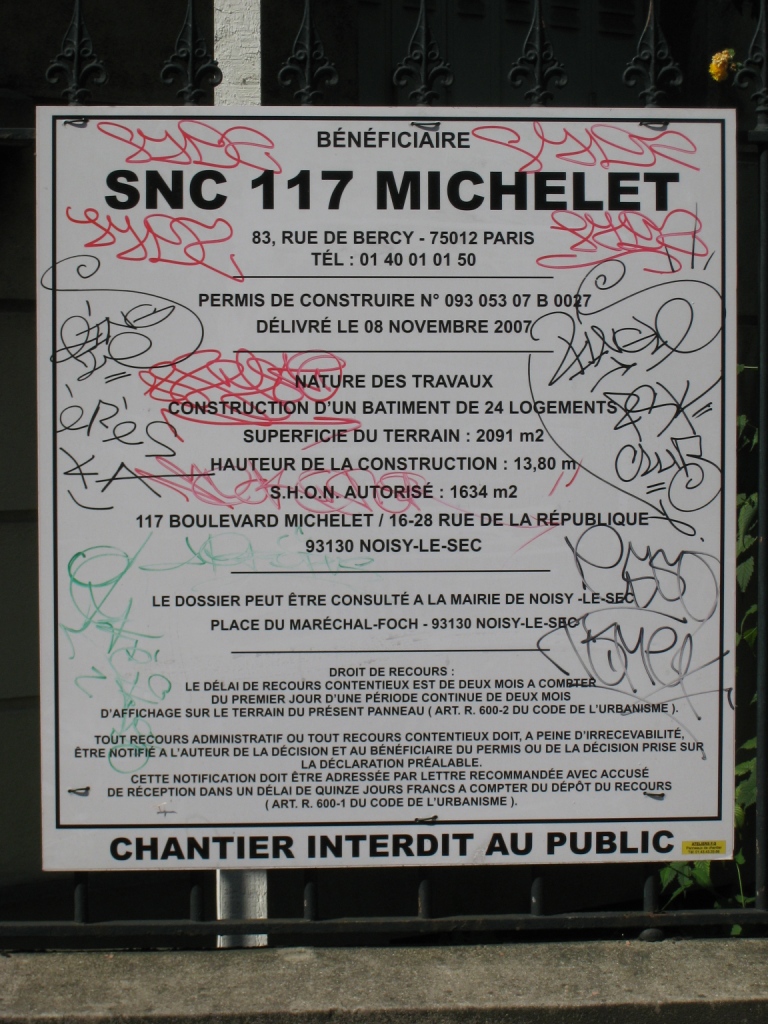 BÉNÉFICIAIRE
SNC 117 MICHELET
83, RUE DE BERCY - 75012 PARIS
TÉL : 01 40 01 01 50
PERMIS DE CONSTRUIRE N° 093 053 07 B 0027
DÉLIVRÉ LE 08 NOVEMBRE 2007
NATURE DES TRAVAUX
CONSTRUCTION D'UN BATIMENT DE 24 LOGEMENTS
SUPERFICIE DU TERRAIN : 2091 m2
HAUTEUR DE LA CONSTRUCTION : 13,80 m
S.H.O.N. AUTORISÉ : 1634 m2
117 BOULEVARD MICHELET / 16-28 RUE DE LA RÉPUBLIQUE
93130 NOISY-LE-SEC
LE DOSSIER PEUT ÊTRE CONSULTÉ A LA MAIRIE DE NOISY -LE-SEC
PLACE DU MARÉCHAL-FOCH - 93130 NOISY-LE-SEC
DROIT DE RECOURS :
LE DÉLAI DE RECOURS CONTENTIEUX EST DE DEUX MOIS A COMPTER
DU PREMIER JOUR D'UNE PÉRIODE CONTINUE DE DEUX MOIS
D'AFFICHAGE SUR LE TERRAIN DU PRÉSENT PANNEAU ( ART. R. 600-2 DU CODE DE L'URBANISME ).
TOUT RECOURS ADMINISTRATIF OU TOUT RECOURS CONTENTIEUX DOIT, A PEINE D'IRRECEVABILITÉ,
ÊTRE NOTIFIÉ A L'AUTEUR DE LA DÉCISION ET AU BÉNÉFICIAIRE DU PERMIS OU DE LA DÉCISION PRISE SUR
LA DÉCLARATION PRÉALABLE.
CETTE NOTIFICATION DOIT ÊTRE ADRESSÉE PAR LETTRE RECOMMANDÉE AVEC ACCUSÉ
DE RÉCEPTION DANS UN DÉLAI DE QUINZE JOURS FRANCS A COMPTER DU DÉPÔT DU RECOURS
( ART. R. 600-1 DU CODE DE L'URBANISME ).
CHANTIER INTERDIT AU PUBLIC